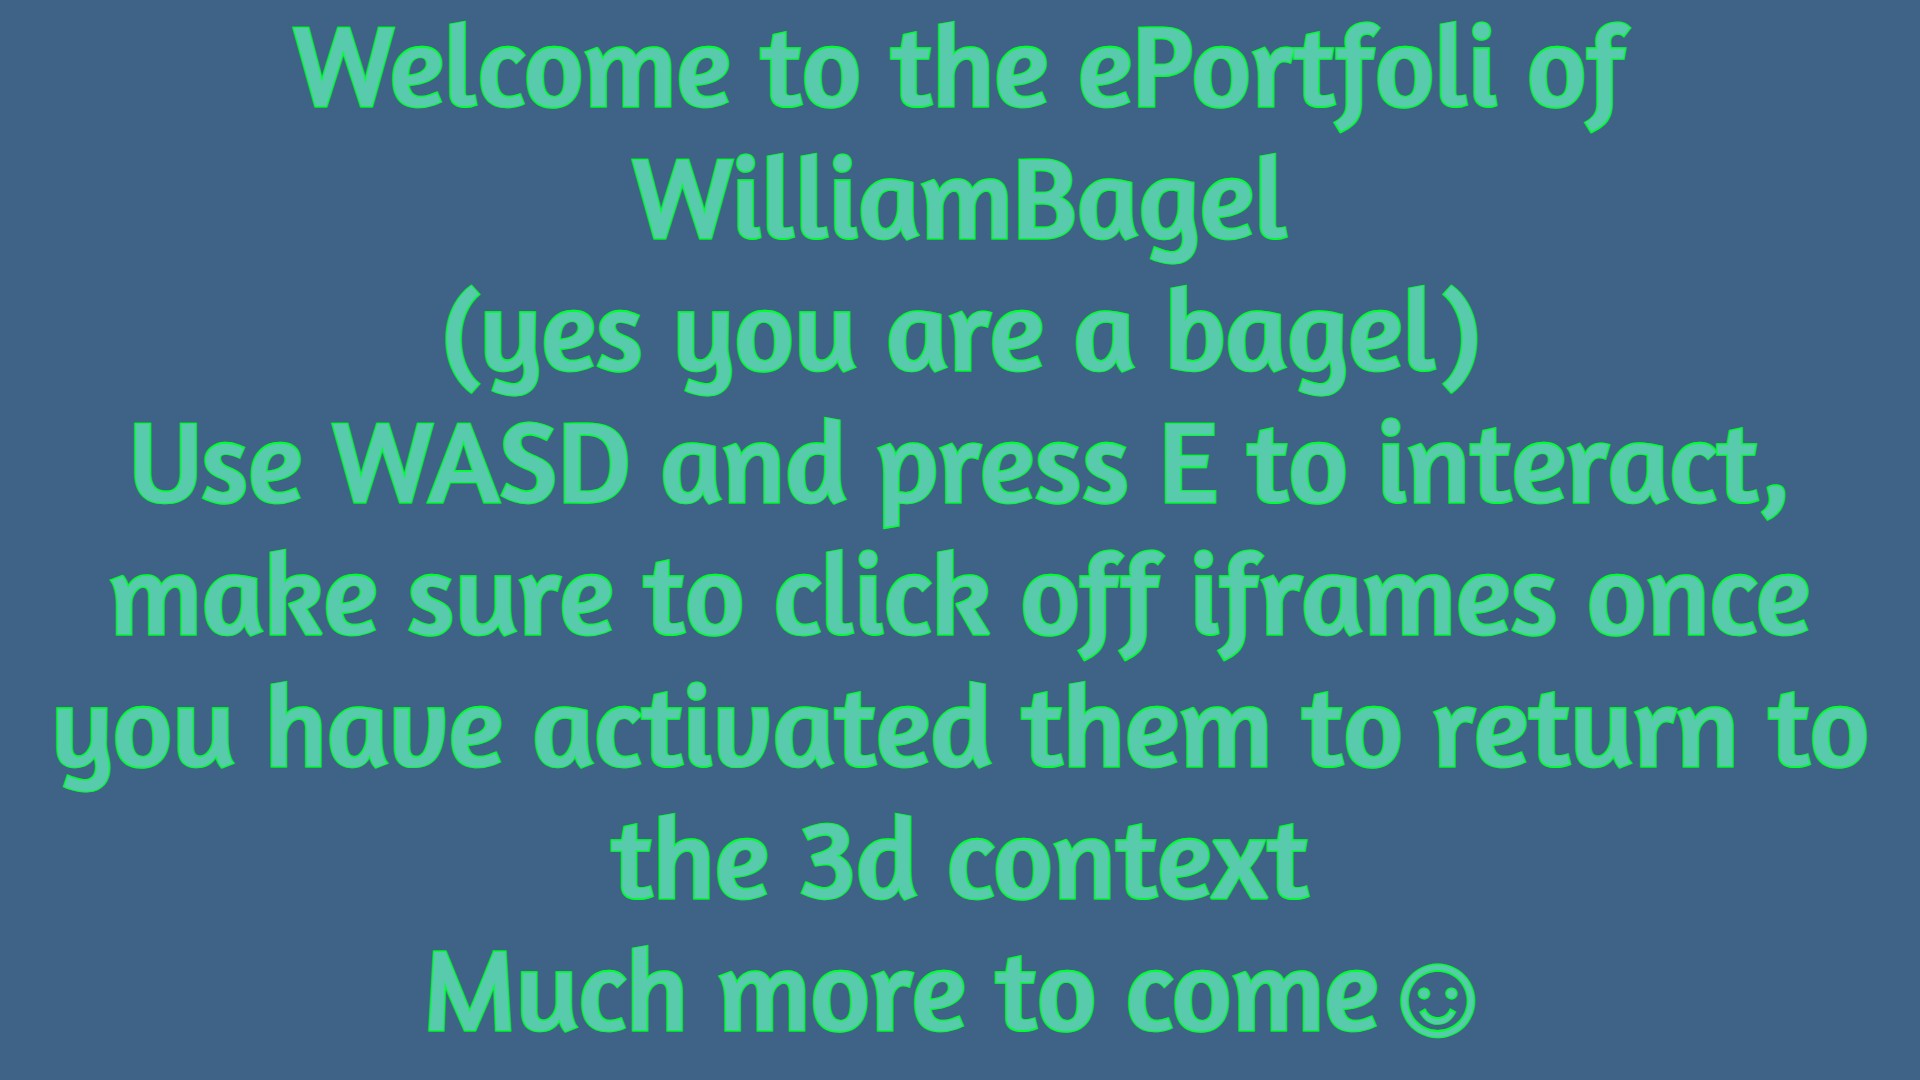 Welcome to the ePortfoli of
WilliamBagel
(yes you are a bagel)
Use WASD and press E to interact,
make sure to click off iframes once
you have activated them to return to
the 3d context
Much more to come☺